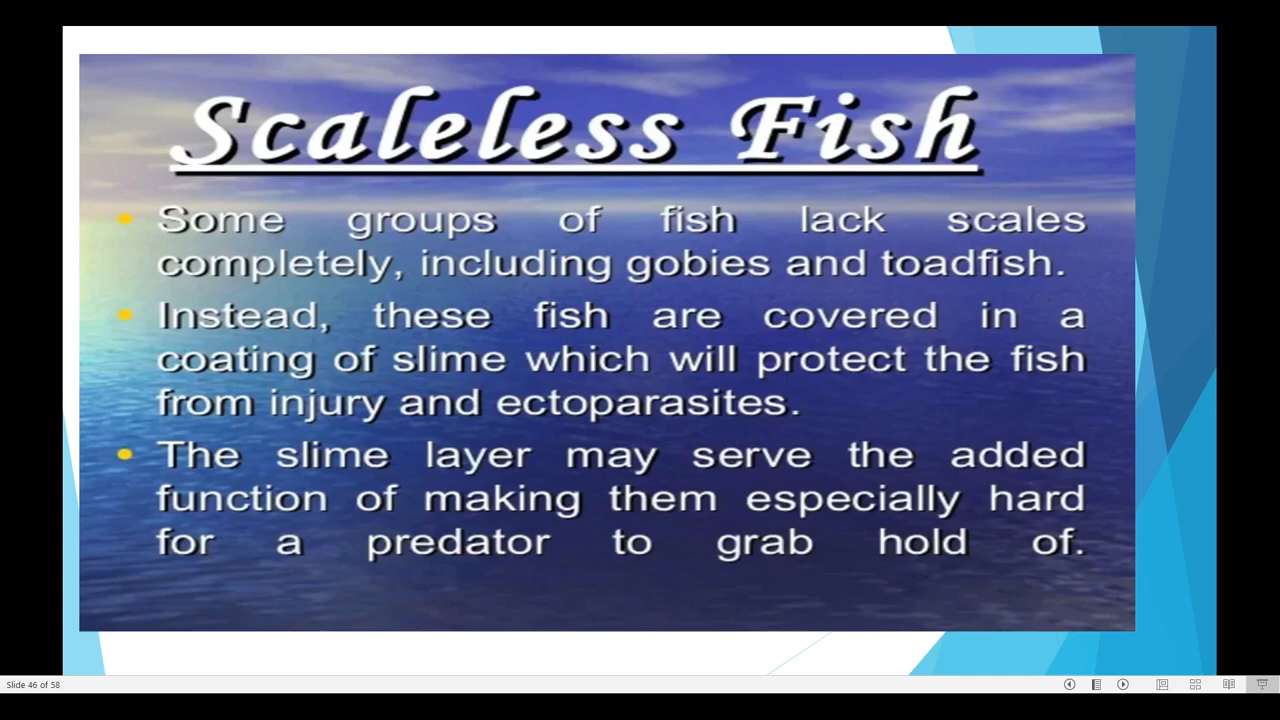 Scaleless Fish
• Some groups of fish lack scales
completely, including gobies and toadfish.
• Instead, these fish are covered in a
coating of slime which will protect the fish
from injury and ectoparasites.
• The slime layer may serve the added
function of making them especially hard
for a predator to grab hold of.
Slide 46 of 58